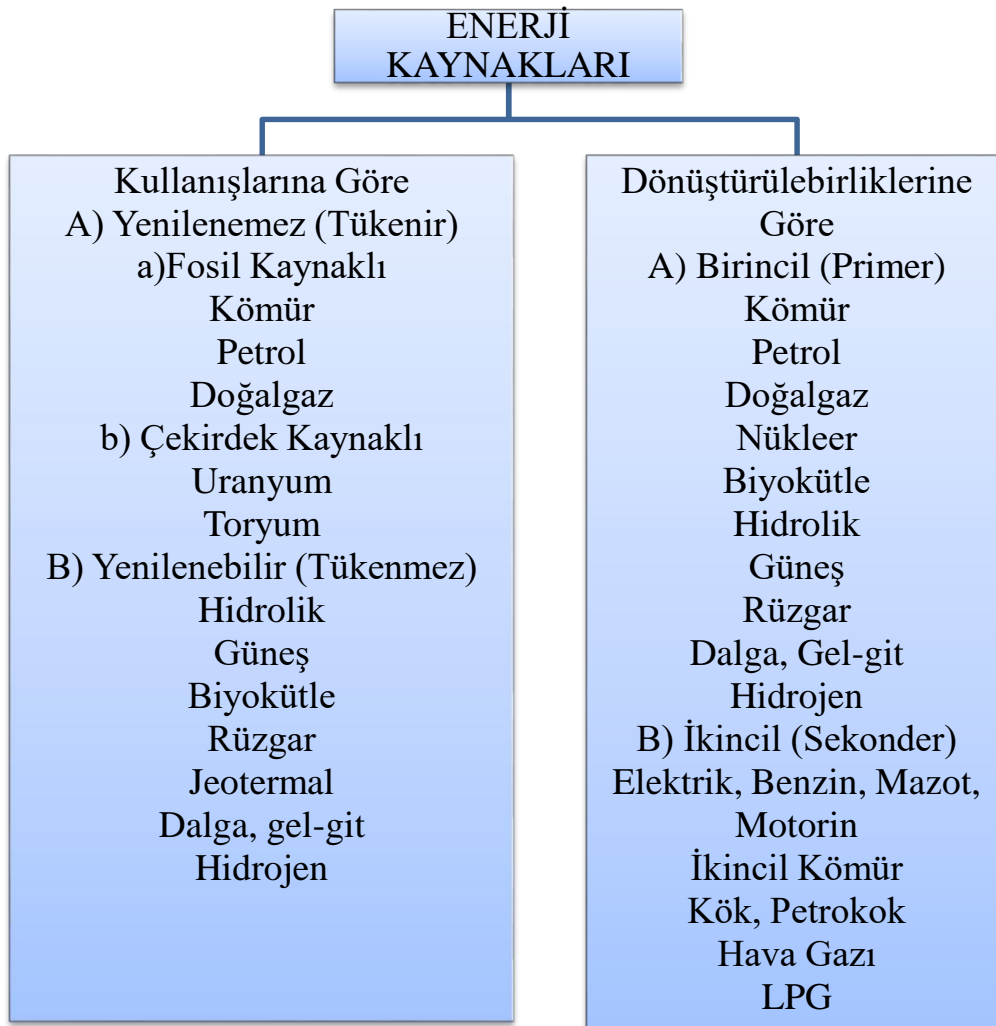 ENERJİ
KAYNAKLARI
Kullanışlarına Göre
A) Yenilenemez (Tükenir)
a)Fosil Kaynaklı
Kömür
Petrol
Doğalgaz
b) Çekirdek Kaynaklı
Uranyum
Toryum
B) Yenilenebilir (Tükenmez)
Hidrolik
Güneş
Biyokütle
Rüzgar
Jeotermal
Dalga, gel-git
Hidrojen
Dönüştürülebirliklerine
Göre
A) Birincil (Primer)
Kömür
Petrol
Doğalgaz
Nükleer
Biyokütle
Hidrolik
Güneş
Rüzgar
Dalga, Gel-git
Hidrojen
B) İkincil (Sekonder)
Elektrik, Benzin, Mazot,
Motorin
İkincil Kömür
Kök, Petrokok
Hava Gazı
LPG